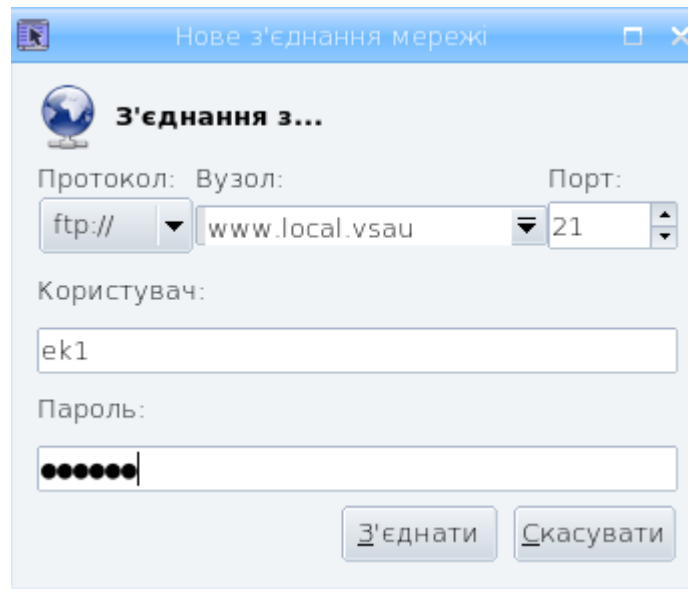 Нове з'єднання мережі
З'єднання з...
Протокол: Вузол: Порт:
ftp:// www.local.vsau 21
Користувач:
ek1
Пароль:
●●●●●●
З'єднати Скасувати